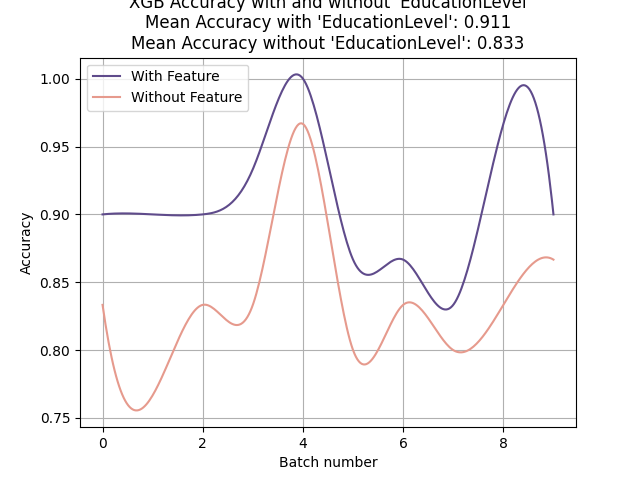 XGB Accuracy with and without 'EducationLevel'
Mean Accuracy with 'EducationLevel': 0.911
Mean Accuracy without 'EducationLevel': 0.833
With Feature
Without Feature
1.00
0.95
0.90
0.85
0.80
0.75
Accuracy
0 2 4 6 8
Batch number